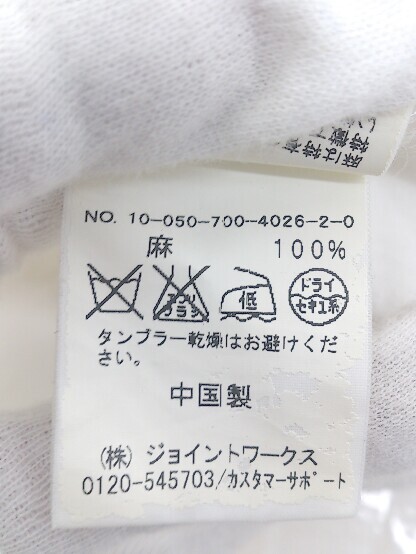 NO. 10-050-700-4026-2-0
麻 100%
エンソ サラシ 低 ドライ セキユ系
タンブラー乾燥はお避けくだ
さい。
中国製
(株) ジョイントワークス
0120-545703/カスタマーサポート